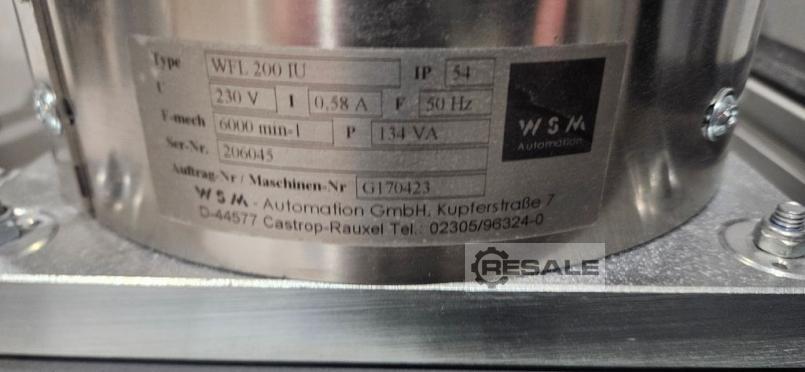 Type WFL 200 IU IP 54
U 230 V I 0,58 A F 50 Hz
F-mech 6000 min-1 P 134 VA
Ser.-Nr. 206045
Auftrag-Nr / Maschinen-Nr G170423
WSM Automation
WSM - Automation GmbH, Kupferstraße 7
D-44577 Castrop-Rauxel Tel.: 02305/96324-0
RESALE